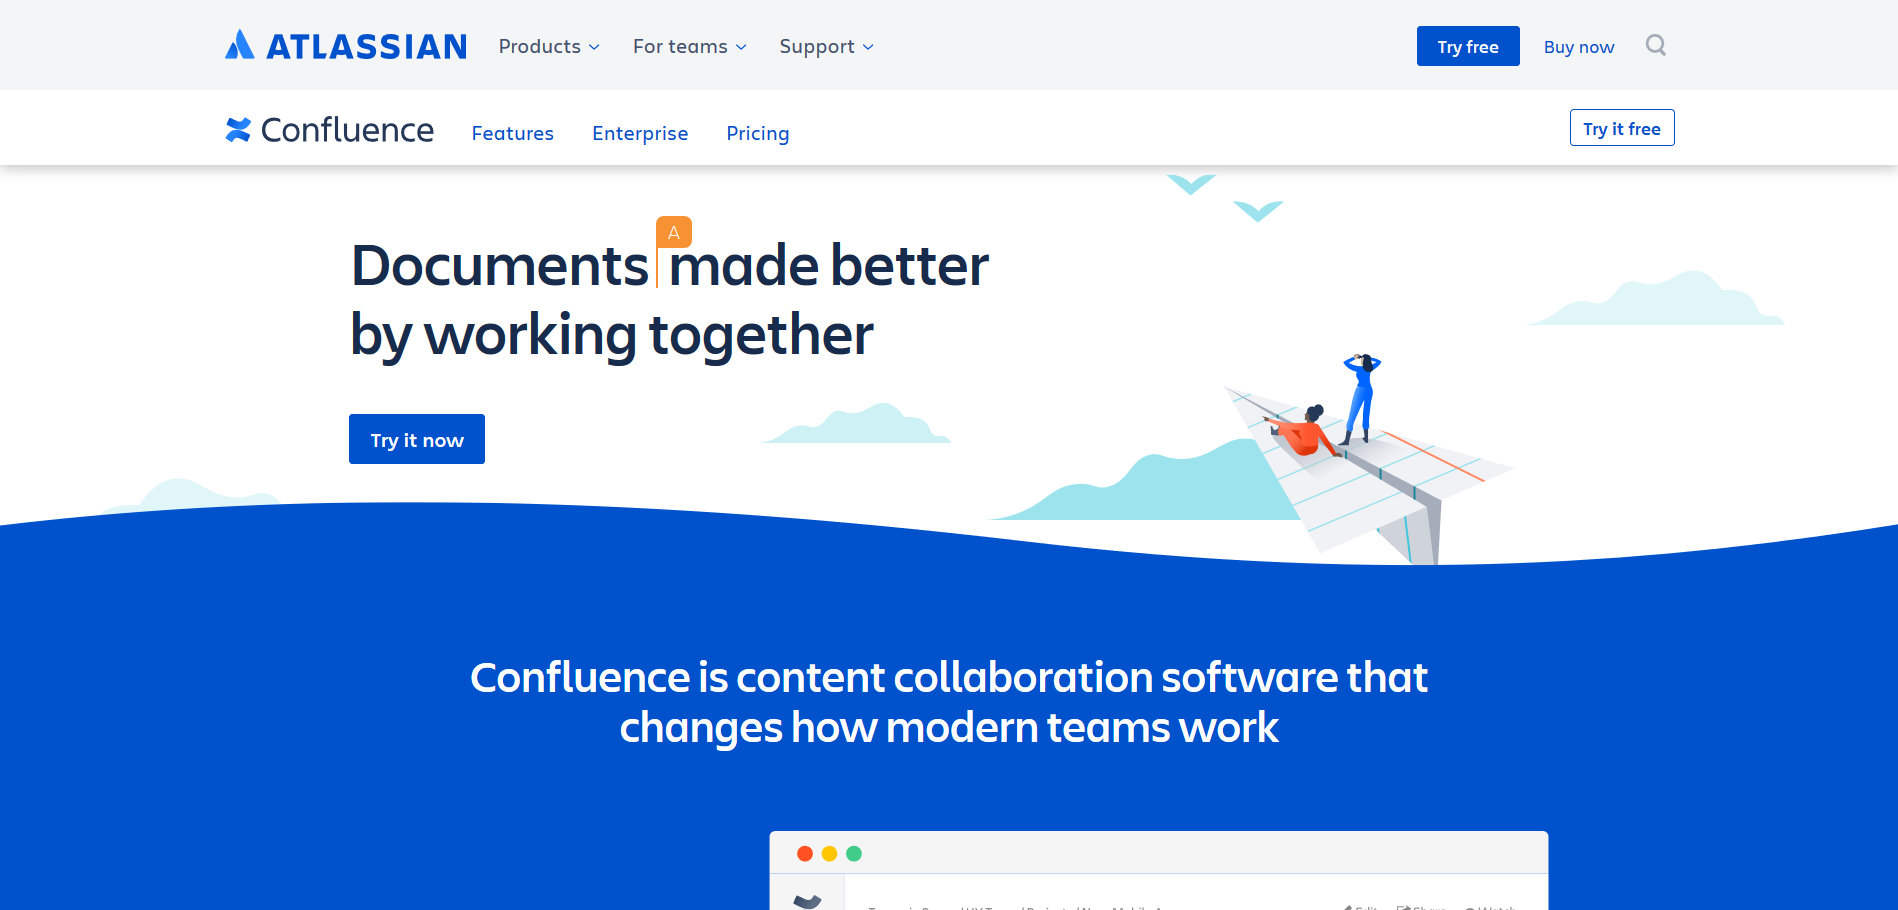 ATLASSIAN Products For teams Support Try free Buy now
Confluence Features Enterprise Pricing Try it free
A
Documents made better
by working together
Try it now
Confluence is content collaboration software that
changes how modern teams work